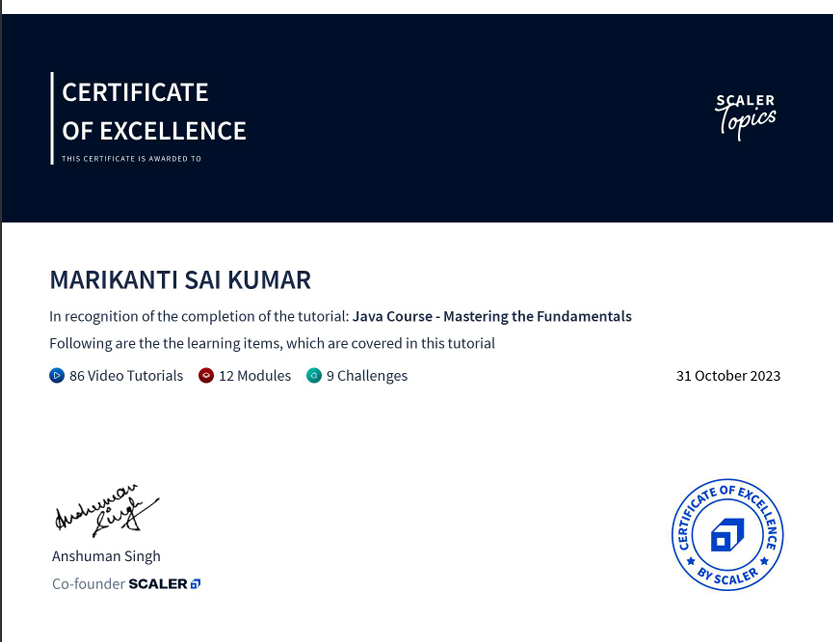 CERTIFICATE
OF EXCELLENCE
THIS CERTIFICATE IS AWARDED TO
SCALER
Topics
MARIKANTI SAI KUMAR
In recognition of the completion of the tutorial: Java Course - Mastering the Fundamentals
Following are the the learning items, which are covered in this tutorial
86 Video Tutorials 12 Modules 9 Challenges 31 October 2023
Anshuman
Singh
Anshuman Singh
Co-founder SCALER
CERTIFICATE OF EXCELLENCE
BY SCALER